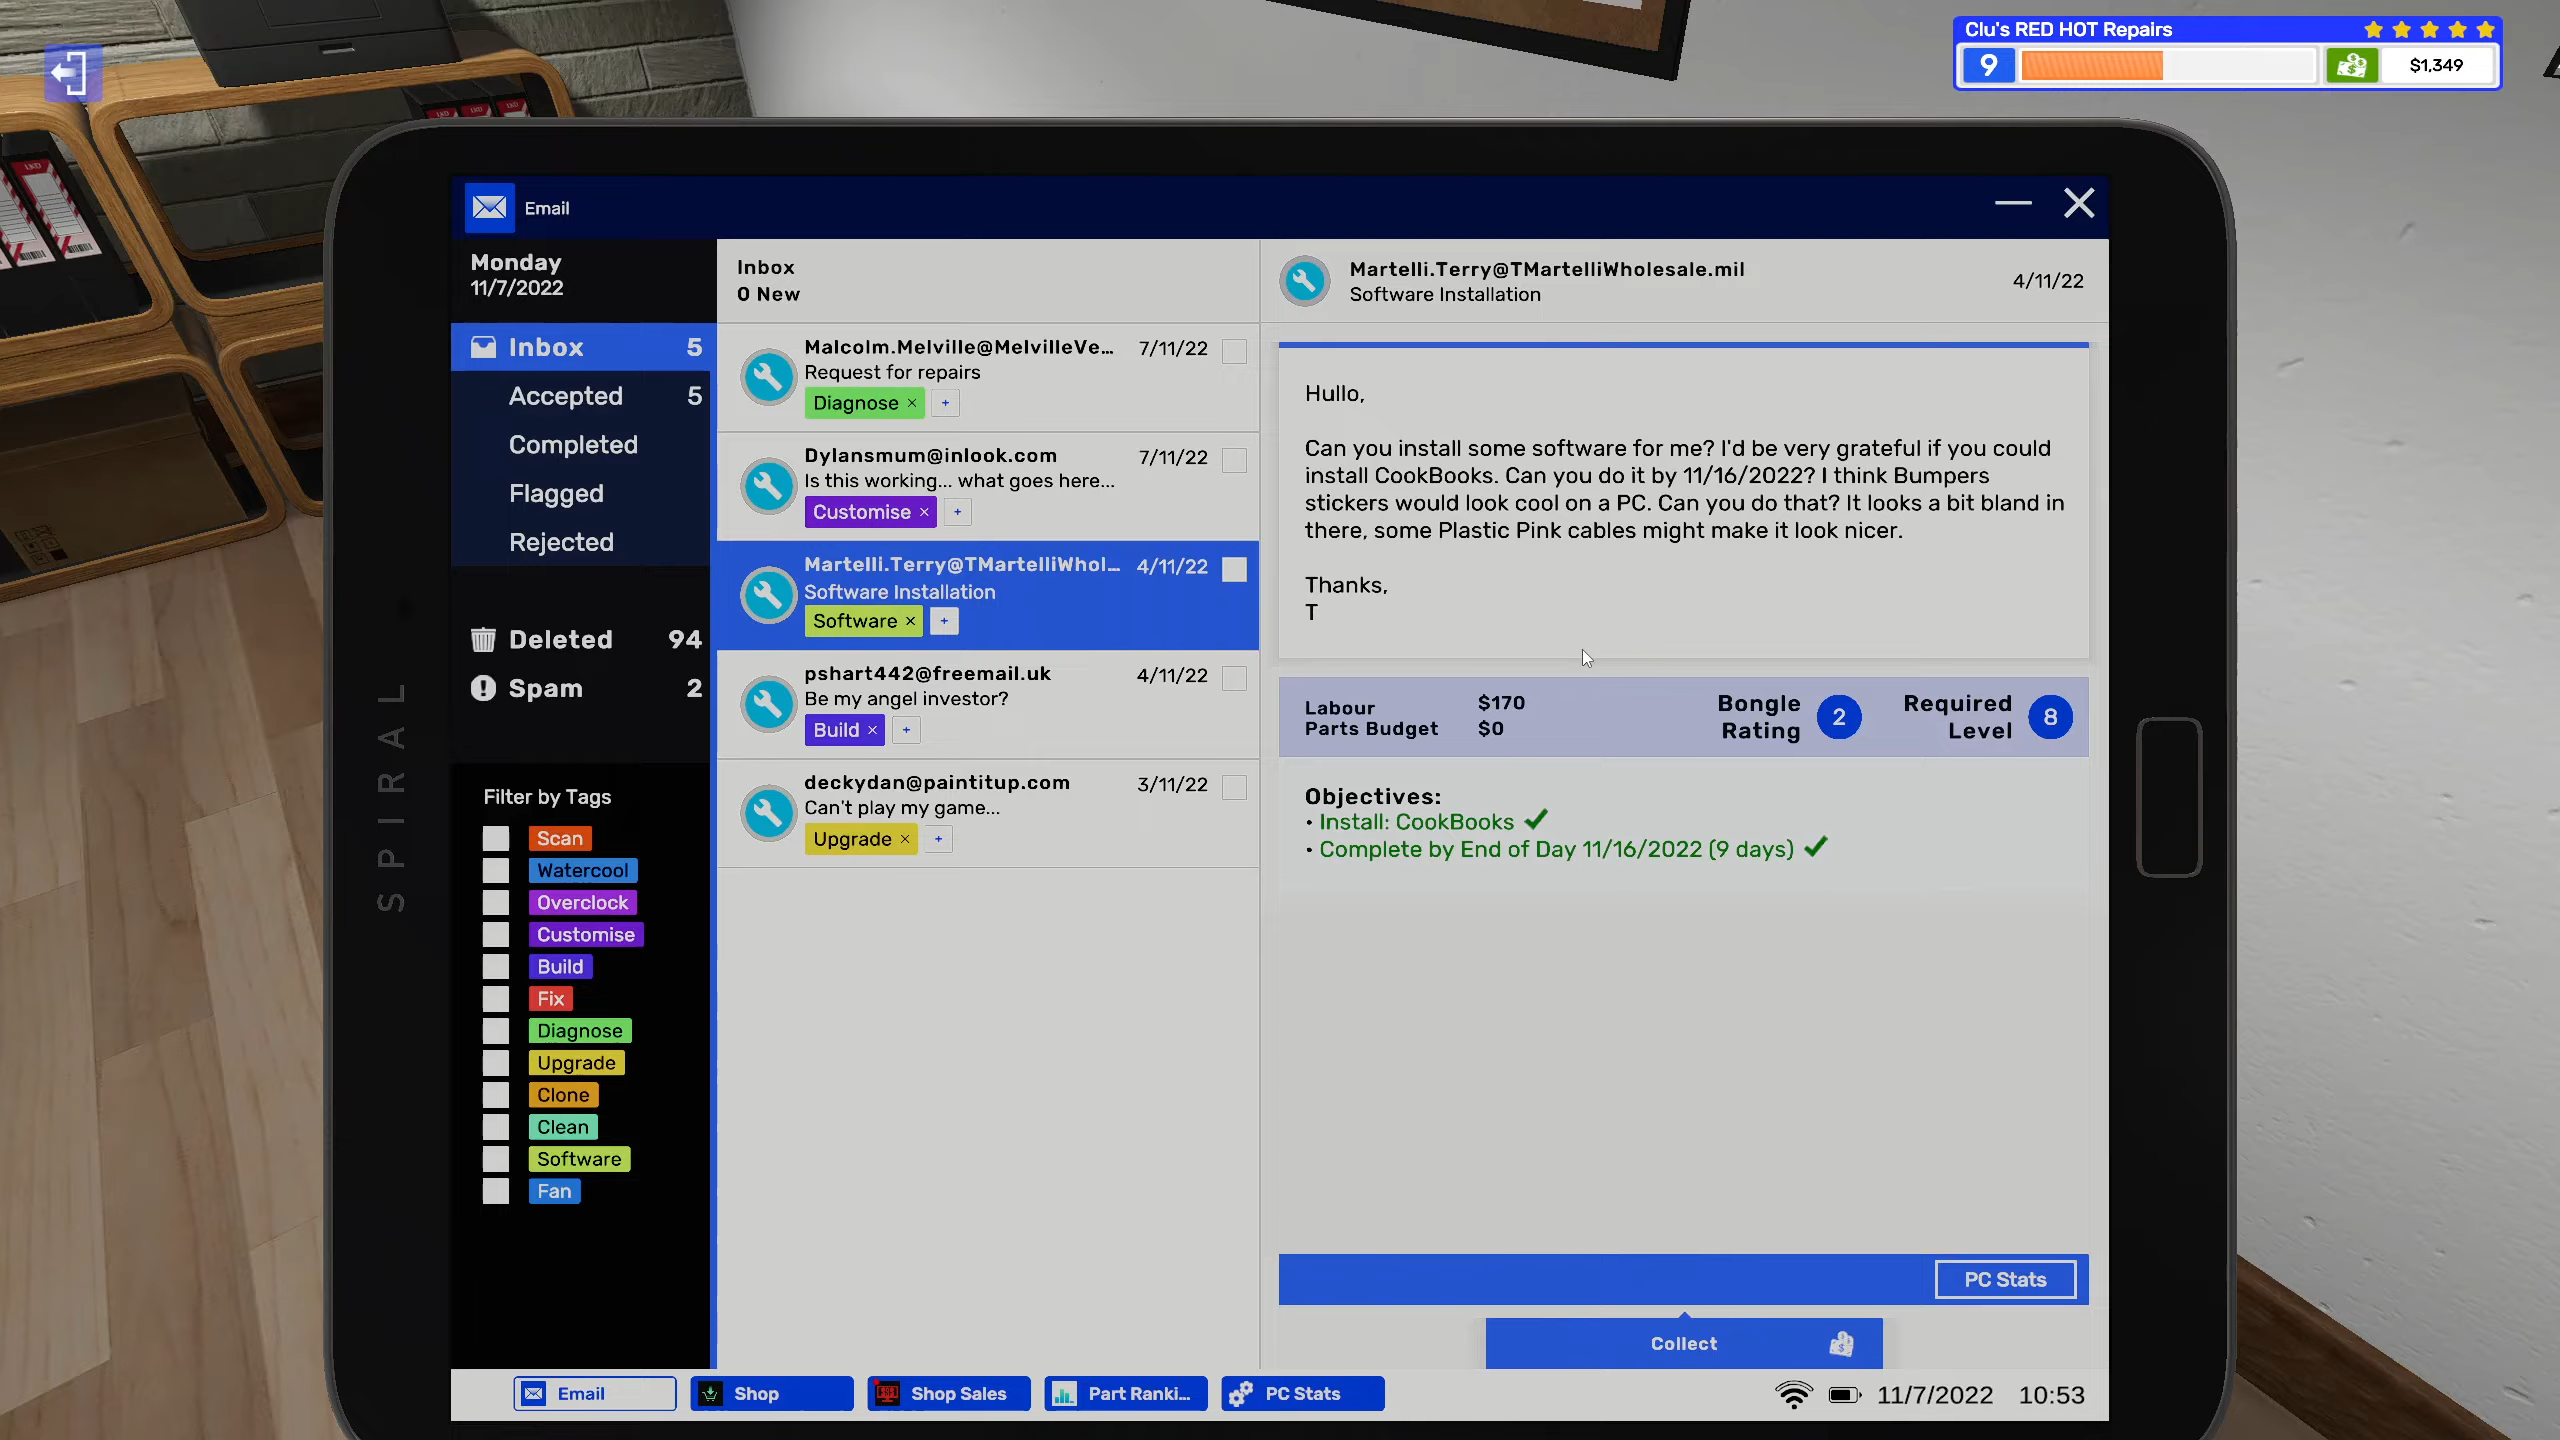 Clu's RED HOT Repairs
9
$1,349
Email
Monday
11/7/2022
Inbox 5
Accepted 5
Completed
Flagged
Rejected
Deleted 94
Spam 2
Filter by Tags
Scan
Watercool
Overclock
Customise
Build
Fix
Diagnose
Upgrade
Clone
Clean
Software
Fan
Inbox
0 New
Malcolm.Melville@MelvilleVe... 7/11/22
Request for repairs
Diagnose × +
Dylansmum@inlook.com 7/11/22
Is this working... what goes here...
Customise × +
Martelli.Terry@TMartelliWhol... 4/11/22
Software Installation
Software × +
pshart442@freemail.uk 4/11/22
Be my angel investor?
Build × +
deckydan@paintitup.com 3/11/22
Can't play my game...
Upgrade × +
Martelli.Terry@TMartelliWholesale.mil
Software Installation
4/11/22
Hullo,
Can you install some software for me? I'd be very grateful if you could
install CookBooks. Can you do it by 11/16/2022? I think Bumpers
stickers would look cool on a PC. Can you do that? It looks a bit bland in
there, some Plastic Pink cables might make it look nicer.
Thanks,
T
Labour $170
Parts Budget $0
Bongle
Rating
2
Required
Level
8
Objectives:
• Install: CookBooks
• Complete by End of Day 11/16/2022 (9 days)
PC Stats
Collect
Email
Shop
Shop Sales
Part Ranki...
PC Stats
11/7/2022 10:53
SPIRAL